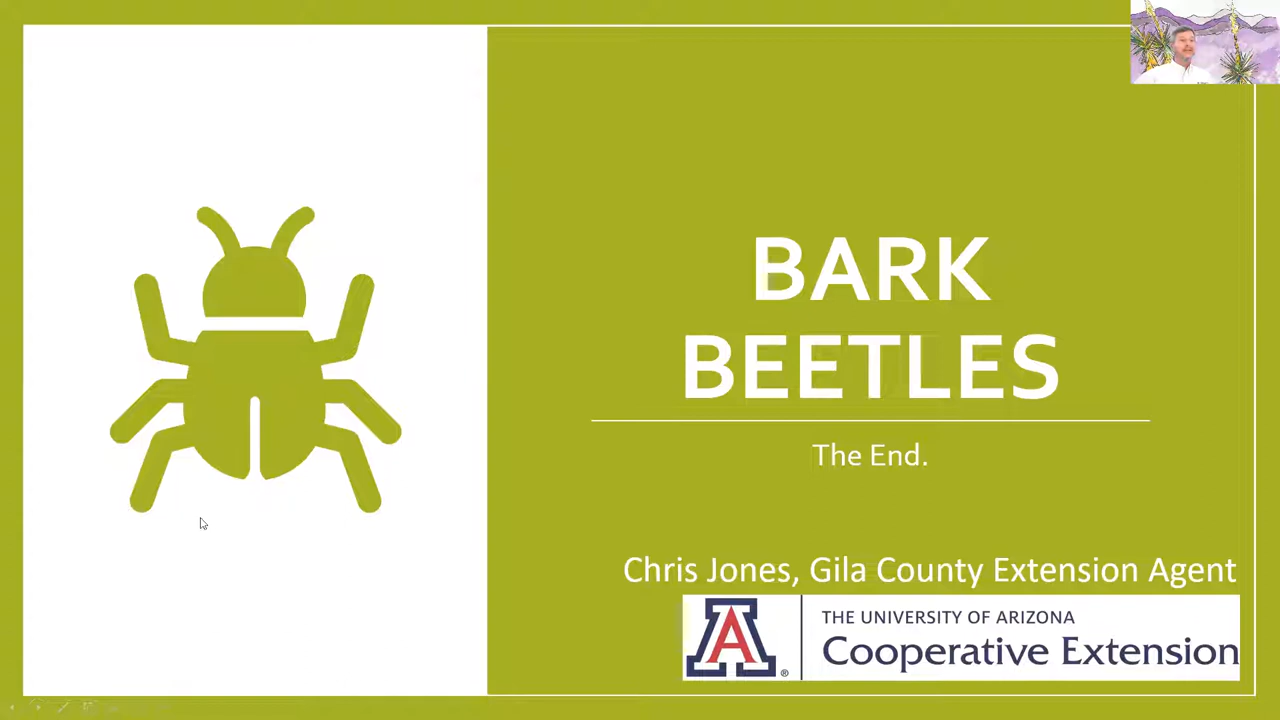 BARK
BEETLES
The End.
Chris Jones, Gila County Extension Agent
A ®
THE UNIVERSITY OF ARIZONA
Cooperative Extension